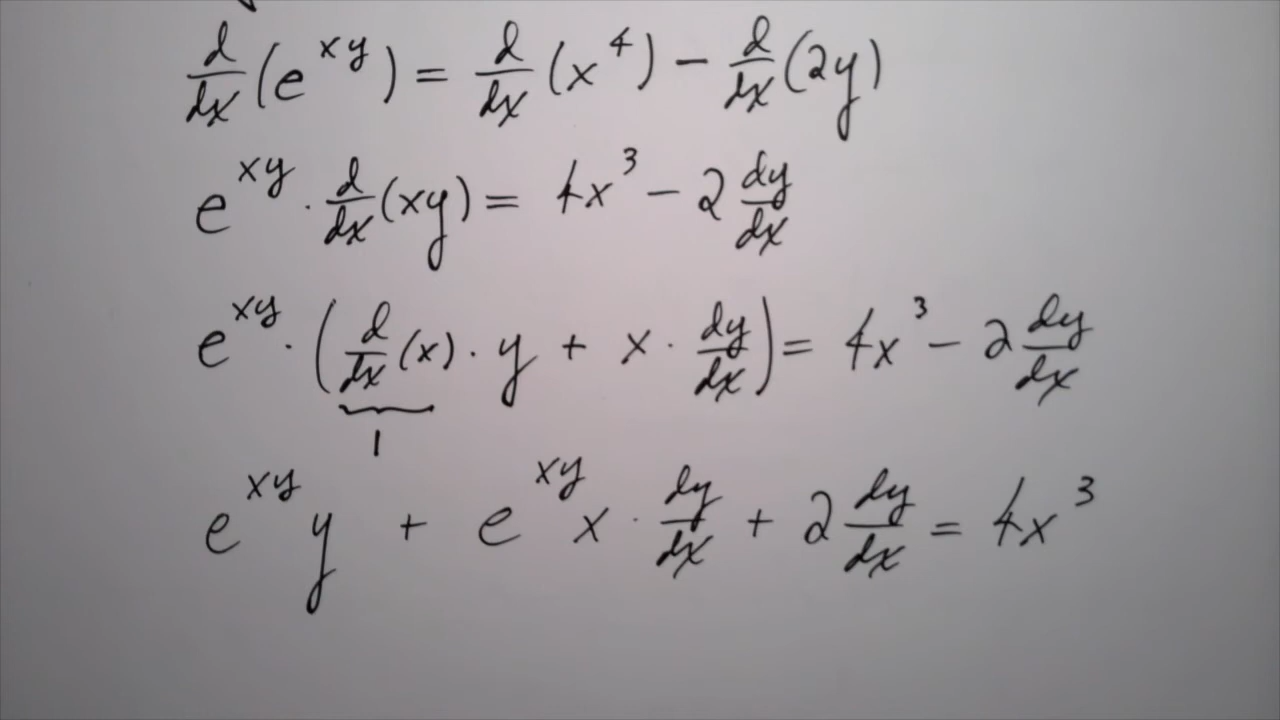 d/dx (e^xy) = d/dx (x^4) − d/dx (2y)
e^xy · d/dx (xy) = 4x^3 − 2 dy/dx
e^xy · (d/dx (x) · y + x · dy/dx) = 4x^3 − 2 dy/dx
1
e^xy y + e^xy x · dy/dx + 2 dy/dx = 4x^3